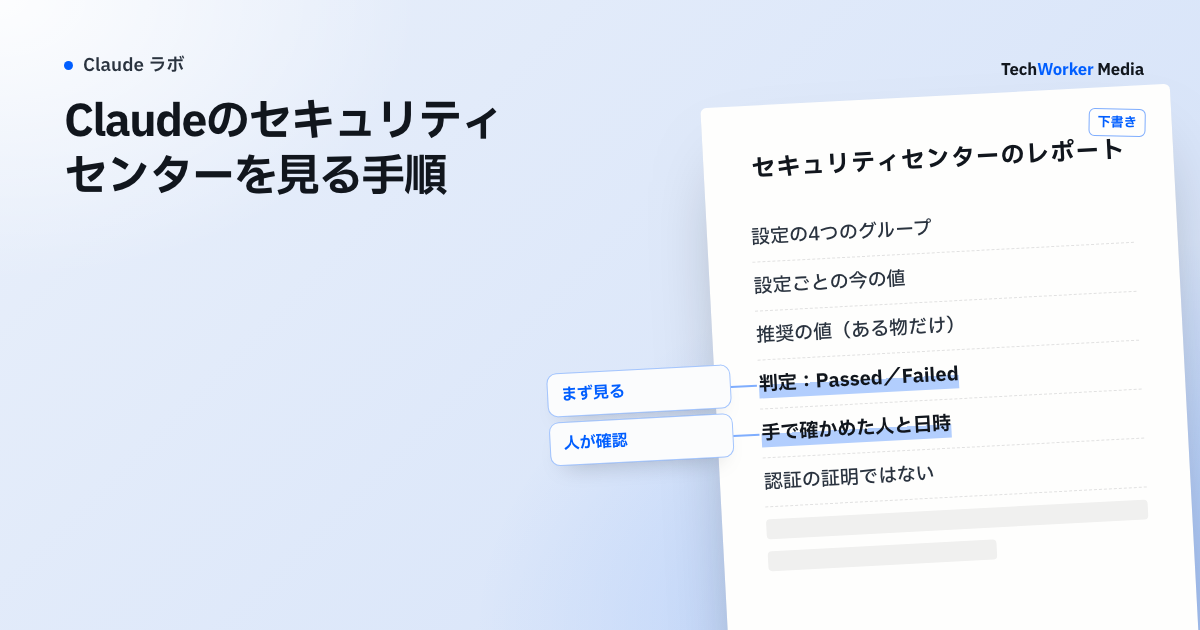 Claude ラボ
Claudeのセキュリティ
センターを見る手順
TechWorker Media
下書き
セキュリティセンターのレポート
設定の4つのグループ
設定ごとの今の値
推奨の値（ある物だけ）
まず見る
判定：Passed／Failed
人が確認
手で確かめた人と日時
認証の証明ではない